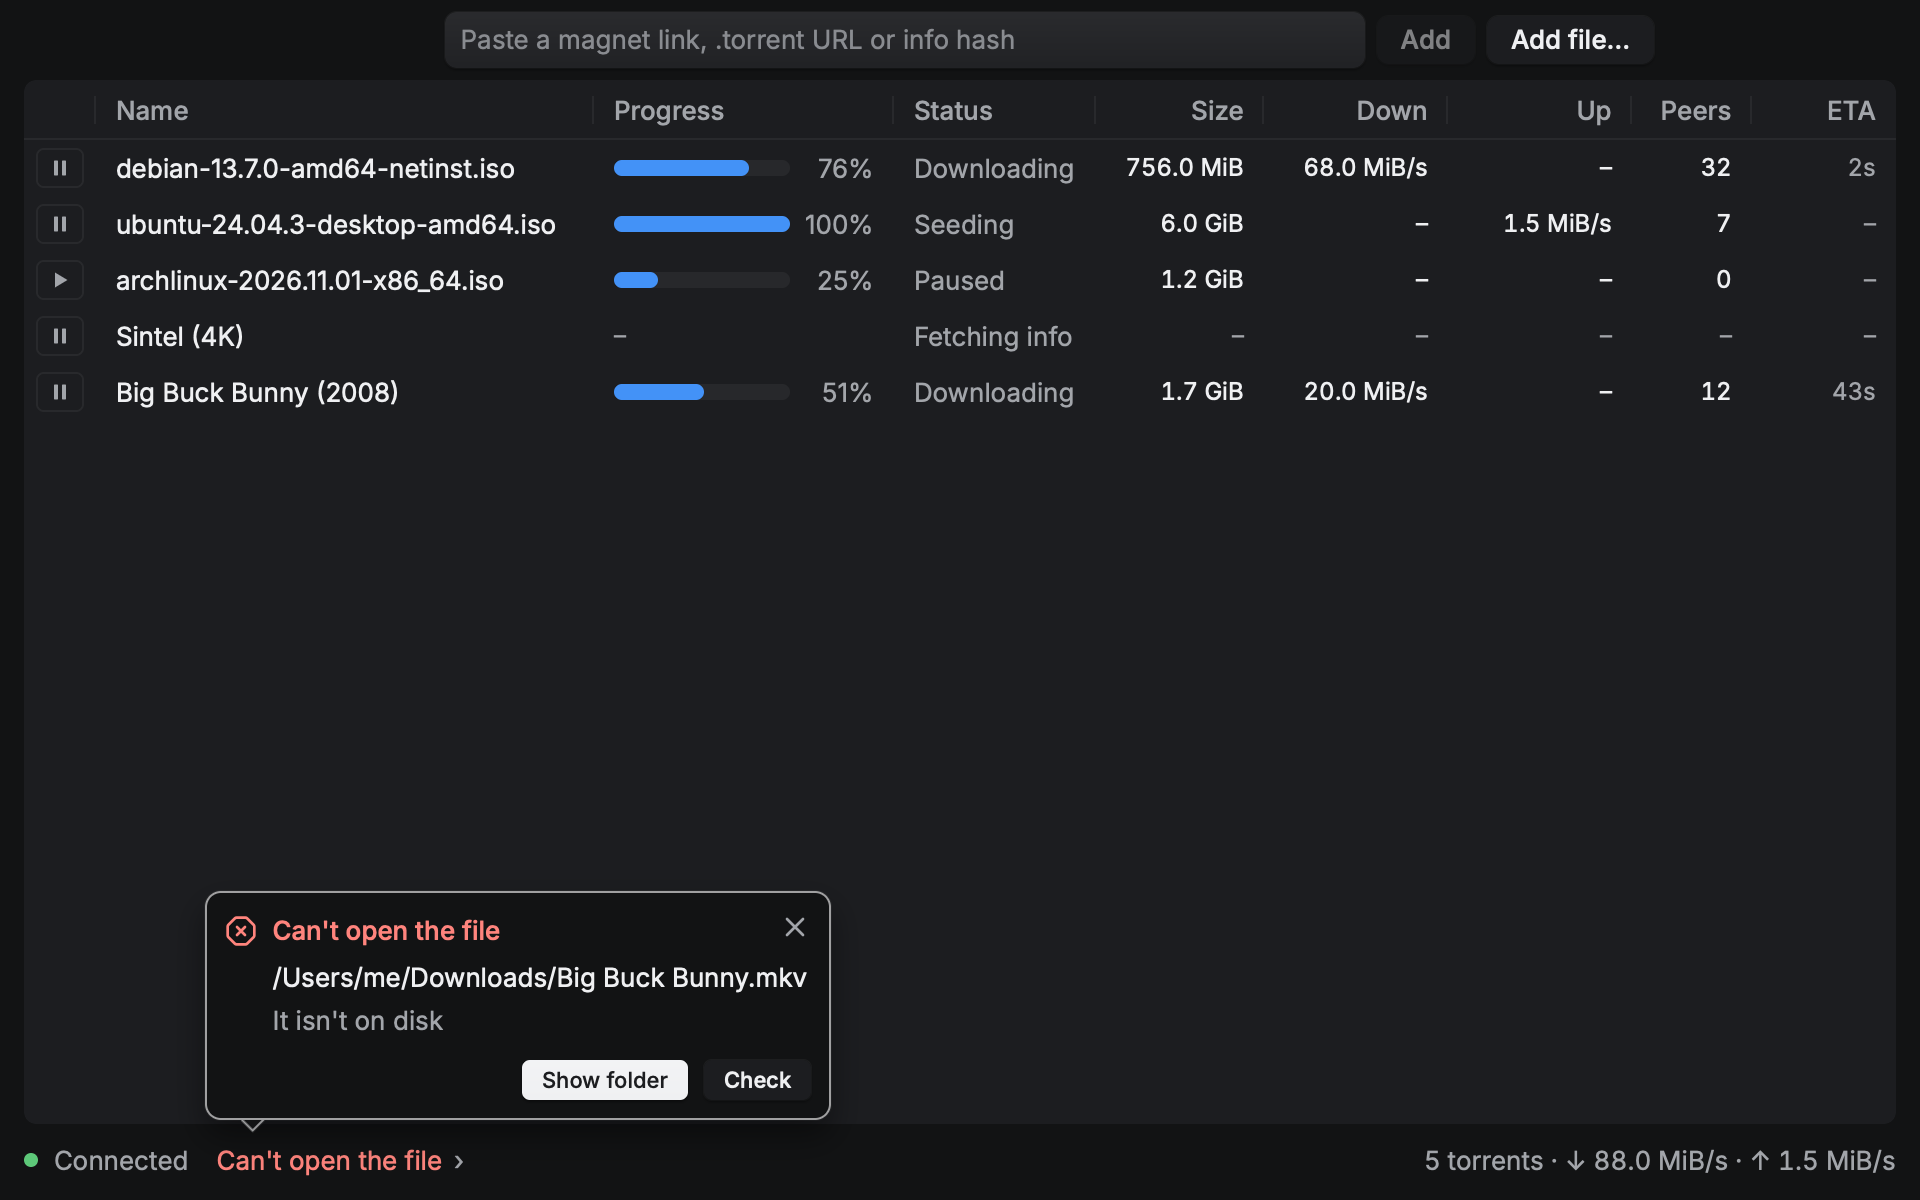 Paste a magnet link, .torrent URL or info hash Add Add file...
Name Progress Status Size Down Up Peers ETA
debian-13.7.0-amd64-netinst.iso 76% Downloading 756.0 MiB 68.0 MiB/s – 32 2s
ubuntu-24.04.3-desktop-amd64.iso 100% Seeding 6.0 GiB – 1.5 MiB/s 7 –
archlinux-2026.11.01-x86_64.iso 25% Paused 1.2 GiB – – 0 –
Sintel (4K) – Fetching info – – – – –
Big Buck Bunny (2008) 51% Downloading 1.7 GiB 20.0 MiB/s – 12 43s
Can't open the file
/Users/me/Downloads/Big Buck Bunny.mkv
It isn't on disk
Show folder Check
Connected Can't open the file › 5 torrents · ↓ 88.0 MiB/s · ↑ 1.5 MiB/s